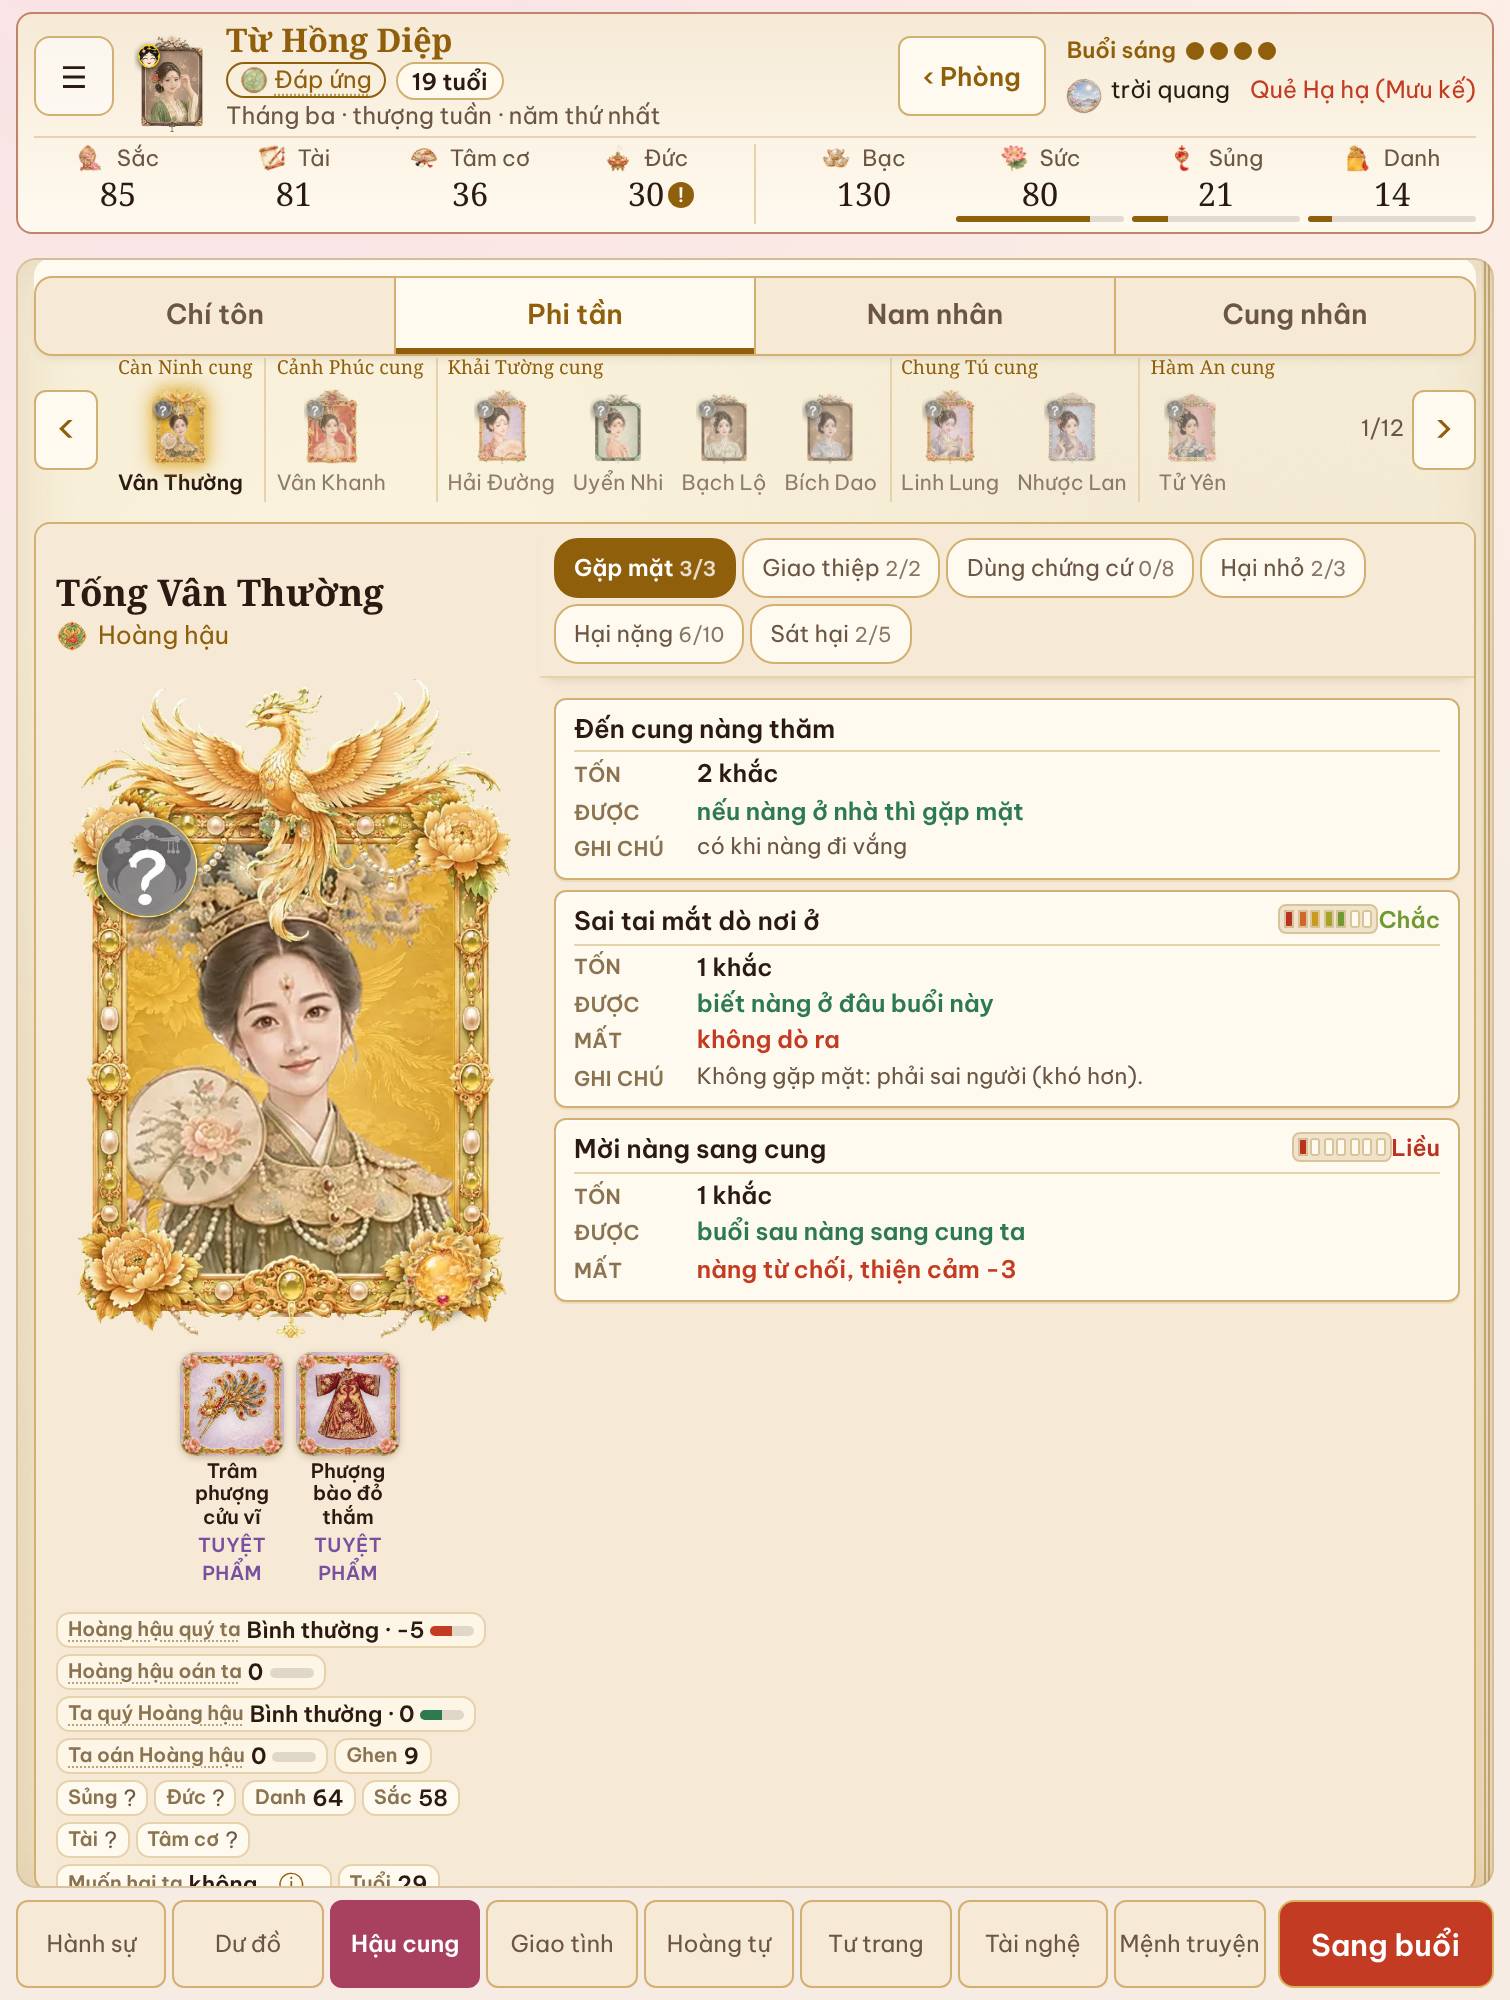 ☰
Từ Hồng Diệp
Đáp ứng
19 tuổi
Tháng ba · thượng tuần · năm thứ nhất
‹ Phòng
Buổi sáng
trời quang Quẻ Hạ hạ (Mưu kế)
Sắc Tài Tâm cơ Đức Bạc Sức Sủng Danh
85 81 36 30 ! 130 80 21 14
Chí tôn Phi tần Nam nhân Cung nhân
Càn Ninh cung Cảnh Phúc cung Khải Tường cung Chung Tú cung Hàm An cung
? ? ? ? ? ? ? ? ?
‹ 1/12 ›
Vân Thường Vân Khanh Hải Đường Uyển Nhi Bạch Lộ Bích Dao Linh Lung Nhược Lan Tử Yên
Tống Vân Thường
Hoàng hậu
?
Trâm phượng cửu vĩ
TUYỆT PHẨM
Phượng bào đỏ thắm
TUYỆT PHẨM
Hoàng hậu quý ta Bình thường · -5
Hoàng hậu oán ta 0
Ta quý Hoàng hậu Bình thường · 0
Ta oán Hoàng hậu 0 Ghen 9
Sủng ? Đức ? Danh 64 Sắc 58
Tài ? Tâm cơ ?
Muốn hại ta không Tuổi 29
Gặp mặt 3/3 Giao thiệp 2/2 Dùng chứng cứ 0/8 Hại nhỏ 2/3
Hại nặng 6/10 Sát hại 2/5
Đến cung nàng thăm
TỐN 2 khắc
ĐƯỢC nếu nàng ở nhà thì gặp mặt
GHI CHÚ có khi nàng đi vắng
Sai tai mắt dò nơi ở Chắc
TỐN 1 khắc
ĐƯỢC biết nàng ở đâu buổi này
MẤT không dò ra
GHI CHÚ Không gặp mặt: phải sai người (khó hơn).
Mời nàng sang cung Liều
TỐN 1 khắc
ĐƯỢC buổi sau nàng sang cung ta
MẤT nàng từ chối, thiện cảm -3
Hành sự Dư đồ Hậu cung Giao tình Hoàng tự Tư trang Tài nghệ Mệnh truyện Sang buổi